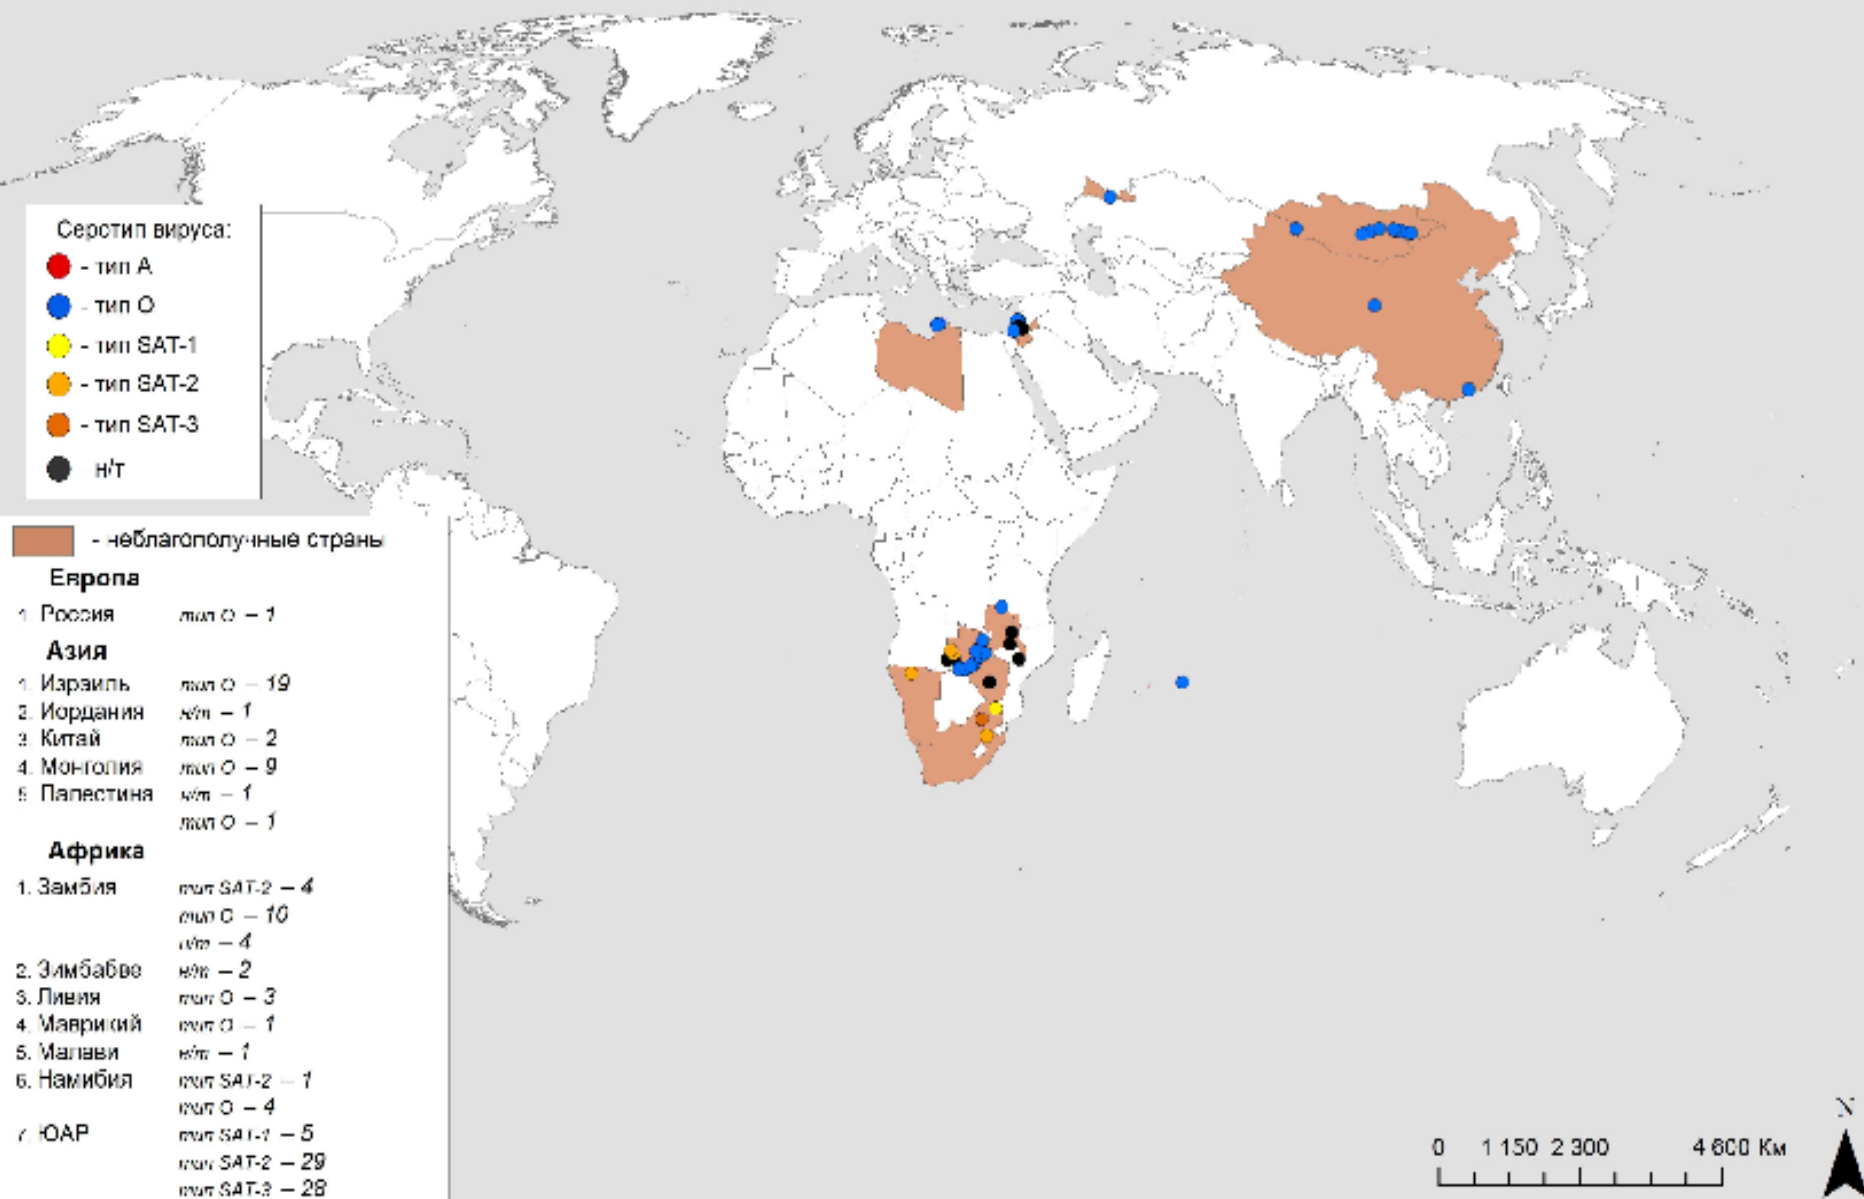 Серотип вируса:
- тип A
- тип O
- тип SAT-1
- тип SAT-2
- тип SAT-3
н/т
- неблагополучные страны
Европа
1. Россия тип O – 1
Азия
1. Израиль тип O – 19
2. Иордания н/т – 1
3. Китай тип O – 2
4. Монголия тип O – 9
5. Палестина н/т – 1
тип O – 1
Африка
1. Замбия тип SAT-2 – 4
тип O – 10
н/т – 4
2. Зимбабве н/т – 2
3. Ливия тип O – 3
4. Маврикий тип O – 1
5. Малави н/т – 1
6. Намибия тип SAT-2 – 1
тип O – 4
7. ЮАР тип SAT-1 – 5
тип SAT-2 – 29
тип SAT-3 – 28
N
0 1 150 2 300 4 600 Км